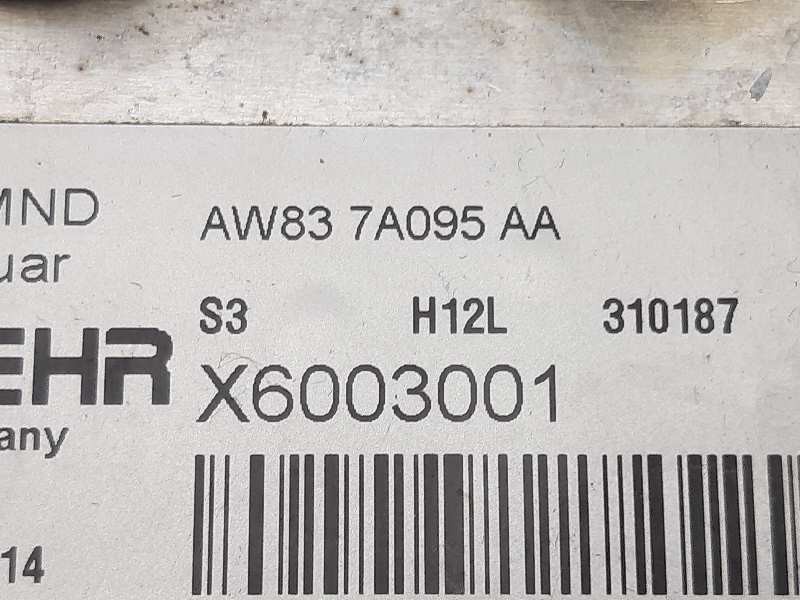 MND AW83 7A095 AA
uar
S3 H12L 310187
EHR X6003001
any
14